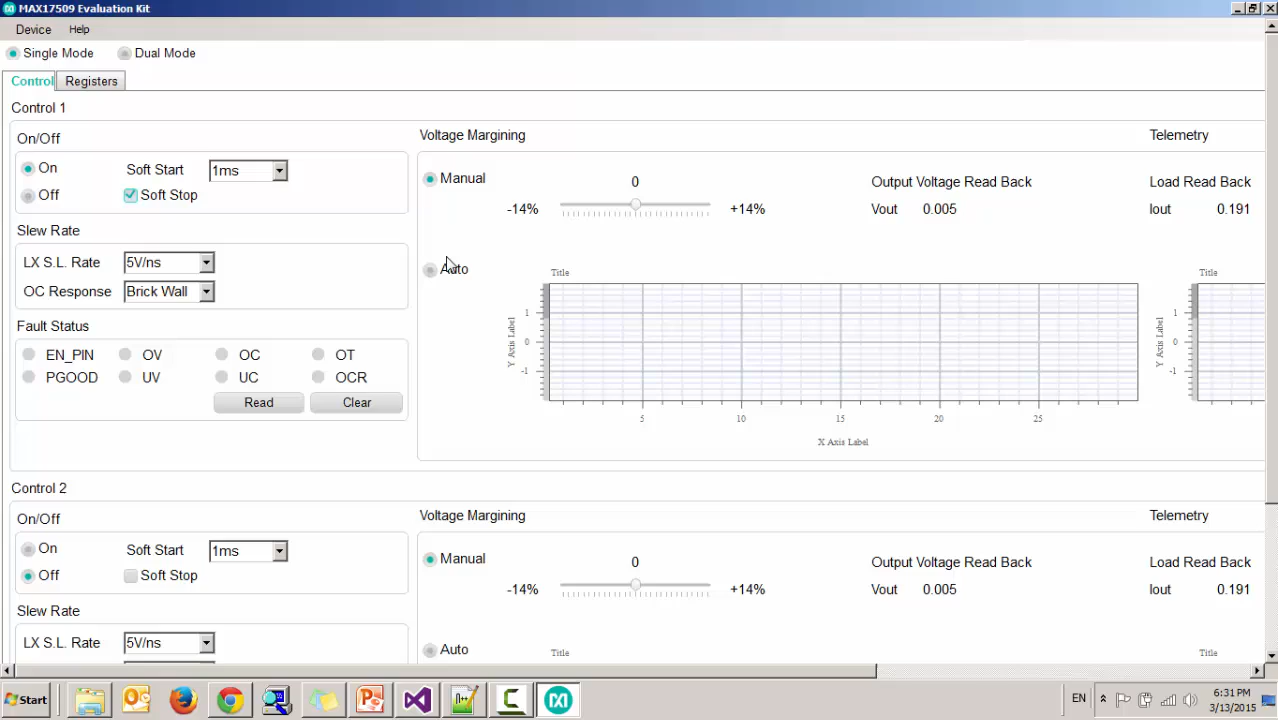 MAX17509 Evaluation Kit
Device Help
Single Mode Dual Mode
Control Registers
Control 1
On/Off
On Soft Start 1ms
Off Soft Stop
Slew Rate
LX S.L. Rate 5V/ns
OC Response Brick Wall
Fault Status
EN_PIN OV OC OT
PGOOD UV UC OCR
Read Clear
Voltage Margining Telemetry
Manual 0 Output Voltage Read Back Load Read Back
-14% +14% Vout 0.005 Iout 0.191
Auto Title Title
Y Axis Label 1 0 -1 Y Axis Label 1 0 -1
5 10 15 20 25
X Axis Label
Control 2
On/Off
On Soft Start 1ms
Off Soft Stop
Slew Rate
LX S.L. Rate 5V/ns
Voltage Margining Telemetry
Manual 0 Output Voltage Read Back Load Read Back
-14% +14% Vout 0.005 Iout 0.191
Auto Title Title
Start EN 6:31 PM
3/13/2015